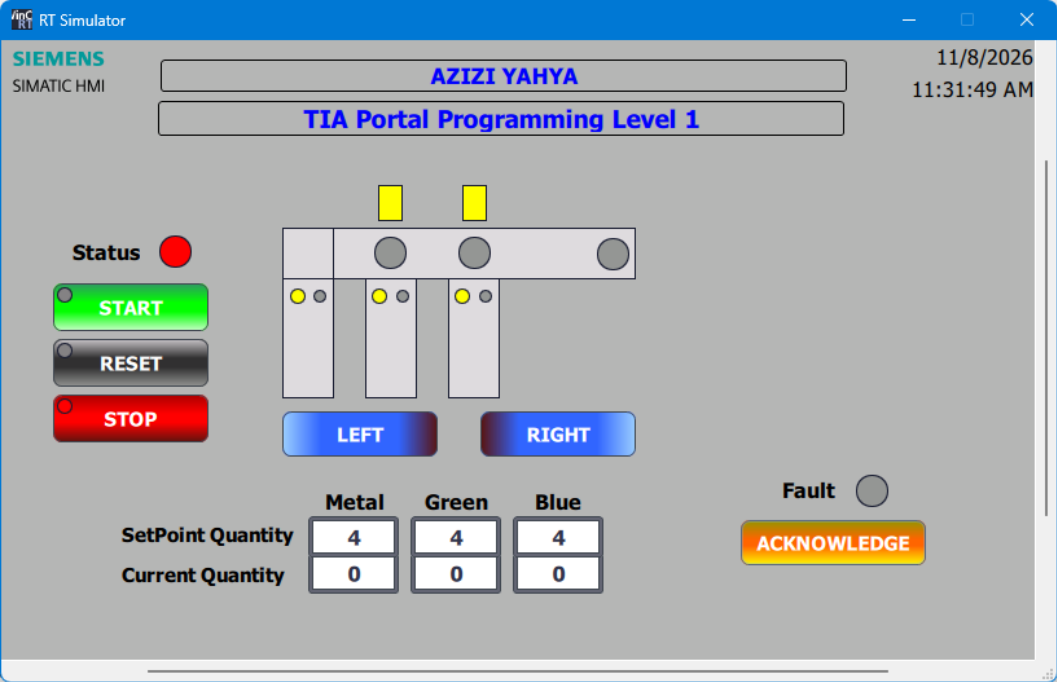 RT Simulator
SIEMENS
SIMATIC HMI
11/8/2026
11:31:49 AM
AZIZI YAHYA
TIA Portal Programming Level 1
Status
START
RESET
STOP
LEFT
RIGHT
Metal Green Blue
SetPoint Quantity 4 4 4
Current Quantity 0 0 0
Fault
ACKNOWLEDGE